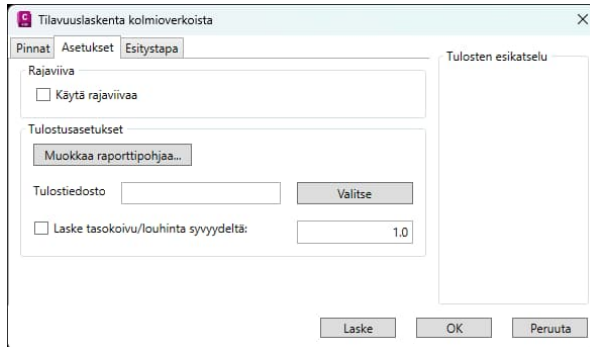 Tilavuuslaskenta kolmioverkoista
Pinnat Asetukset Esitystapa
Rajaviiva
Käytä rajaviivaa
Tulostusasetukset
Muokkaa raporttipohjaa...
Tulostiedosto Valitse
Laske tasokoivu/louhinta syvyydeltä: 1.0
Tulosten esikatselu
Laske OK Peruuta